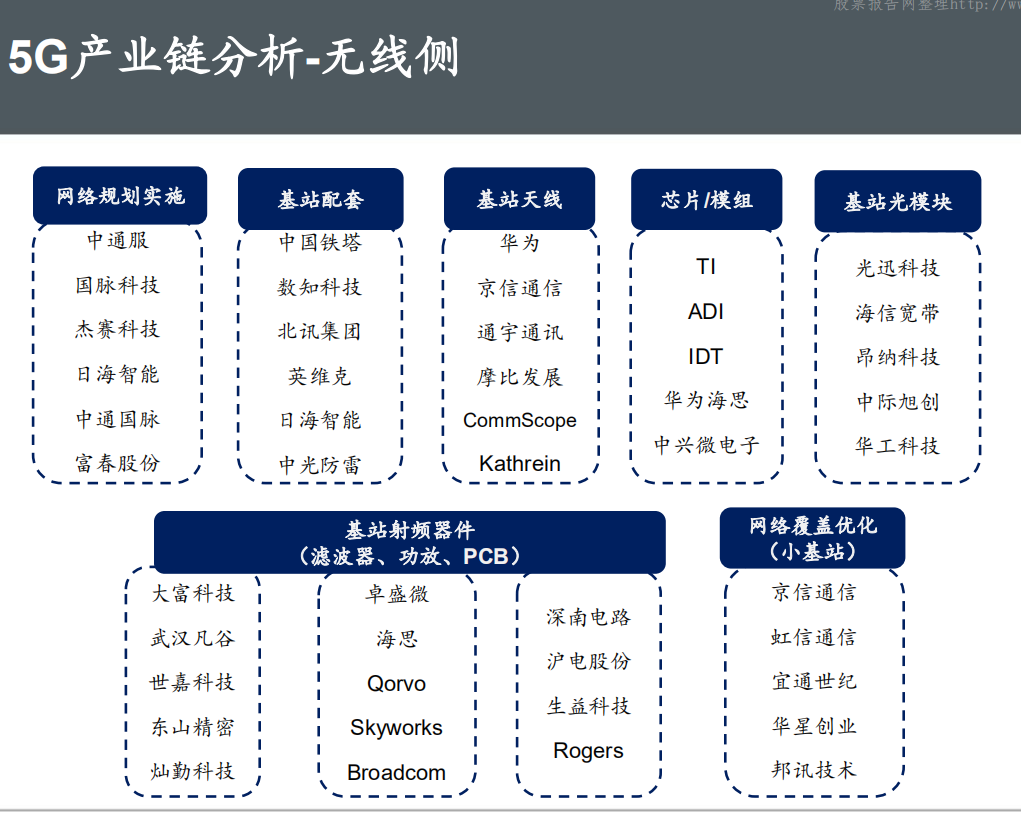 股票报告网整理http://ww
5G产业链分析-无线侧
网络规划实施
中通服
国脉科技
杰赛科技
日海智能
中通国脉
富春股份
基站配套
中国铁塔
数知科技
北讯集团
英维克
日海智能
中光防雷
基站天线
华为
京信通信
通宇通讯
摩比发展
CommScope
Kathrein
芯片/模组
TI
ADI
IDT
华为海思
中兴微电子
基站光模块
光迅科技
海信宽带
昂纳科技
中际旭创
华工科技
基站射频器件
（滤波器、功放、PCB）
大富科技
武汉凡谷
世嘉科技
东山精密
灿勤科技
卓盛微
海思
Qorvo
Skyworks
Broadcom
深南电路
沪电股份
生益科技
Rogers
网络覆盖优化
（小基站）
京信通信
虹信通信
宜通世纪
华星创业
邦讯技术